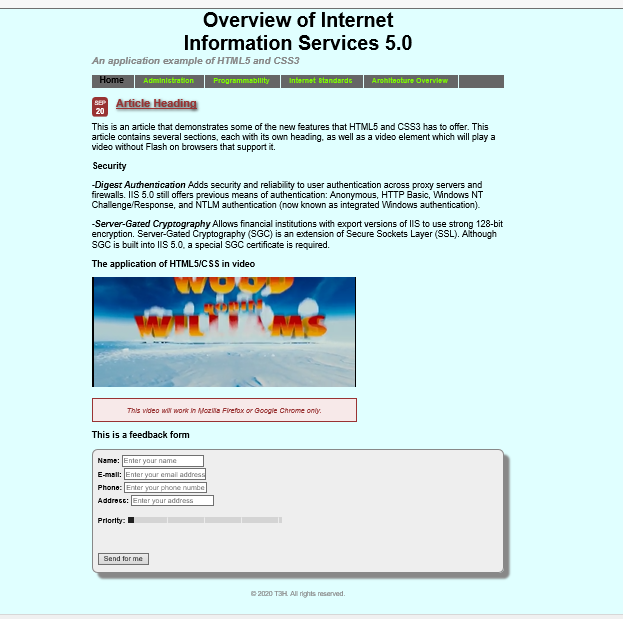 Overview of Internet
Information Services 5.0
An application example of HTML5 and CSS3
Home Administration Programmability Internet Standards Architecture Overview
SEP
20
Article Heading
This is an article that demonstrates some of the new features that HTML5 and CSS3 has to offer. This
article contains several sections, each with its own heading, as well as a video element which will play a
video without Flash on browsers that support it.
Security
-Digest Authentication Adds security and reliability to user authentication across proxy servers and
firewalls. IIS 5.0 still offers previous means of authentication: Anonymous, HTTP Basic, Windows NT
Challenge/Response, and NTLM authentication (now known as integrated Windows authentication).
-Server-Gated Cryptography Allows financial institutions with export versions of IIS to use strong 128-bit
encryption. Server-Gated Cryptography (SGC) is an extension of Secure Sockets Layer (SSL). Although
SGC is built into IIS 5.0, a special SGC certificate is required.
The application of HTML5/CSS in video
WOOD
ROBIN
WILLIAMS
This video will work in Mozilla Firefox or Google Chrome only.
This is a feedback form
Name: Enter your name
E-mail: Enter your email address
Phone: Enter your phone numbe
Address: Enter your address
Priority:
Send for me
© 2020 T3H. All rights reserved.